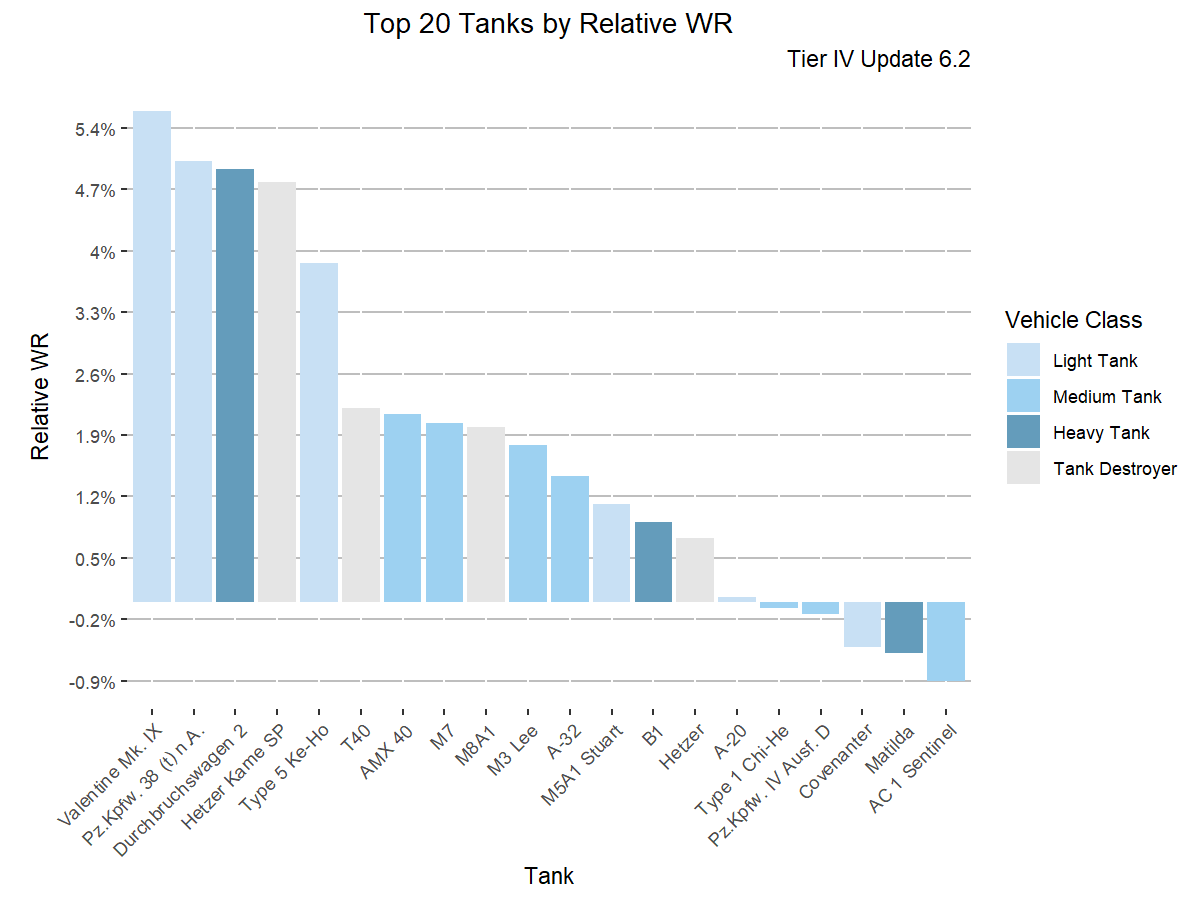 Top 20 Tanks by Relative WR
Tier IV Update 6.2
5.4%
4.7%
4%
3.3%
2.6%
1.9%
1.2%
0.5%
-0.2%
-0.9%
Relative WR
Valentine Mk. IX
Pz.Kpfw. 38 (t) n A.
Durchbruchswagen 2
Hetzer Kame SP
Type 5 Ke-Ho
T40
AMX 40
M7
M8A1
M3 Lee
A-32
M5A1 Stuart
B1
Hetzer
A-20
Type 1 Chi-He
Pz.Kpfw. IV Ausf. D
Covenanter
Matilda
AC 1 Sentinel
Tank
Vehicle Class
Light Tank
Medium Tank
Heavy Tank
Tank Destroyer